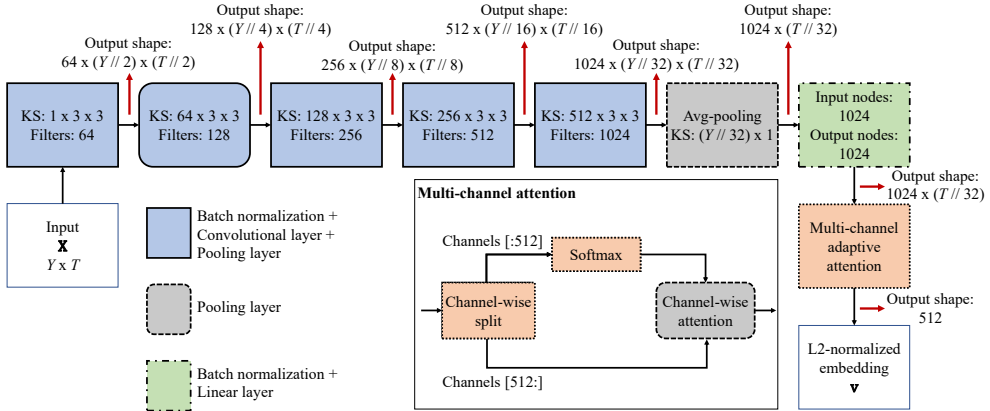 Output shape:
64 x (Y // 2) x (T // 2)
Output shape:
128 x (Y // 4) x (T // 4)
Output shape:
256 x (Y // 8) x (T // 8)
Output shape:
512 x (Y // 16) x (T // 16)
Output shape:
1024 x (Y // 32) x (T // 32)
Output shape:
1024 x (T // 32)
KS: 1 x 3 x 3
Filters: 64
KS: 64 x 3 x 3
Filters: 128
KS: 128 x 3 x 3
Filters: 256
KS: 256 x 3 x 3
Filters: 512
KS: 512 x 3 x 3
Filters: 1024
Avg-pooling
KS: (Y // 32) x 1
Input nodes:
1024
Output nodes:
1024
Input
X
Y x T
Batch normalization +
Convolutional layer +
Pooling layer
Pooling layer
Batch normalization +
Linear layer
Multi-channel attention
Channels [:512]
Softmax
Channel-wise
split
Channel-wise
attention
Channels [512:]
Output shape:
1024 x (T // 32)
Multi-channel
adaptive
attention
Output shape:
512
L2-normalized
embedding
v